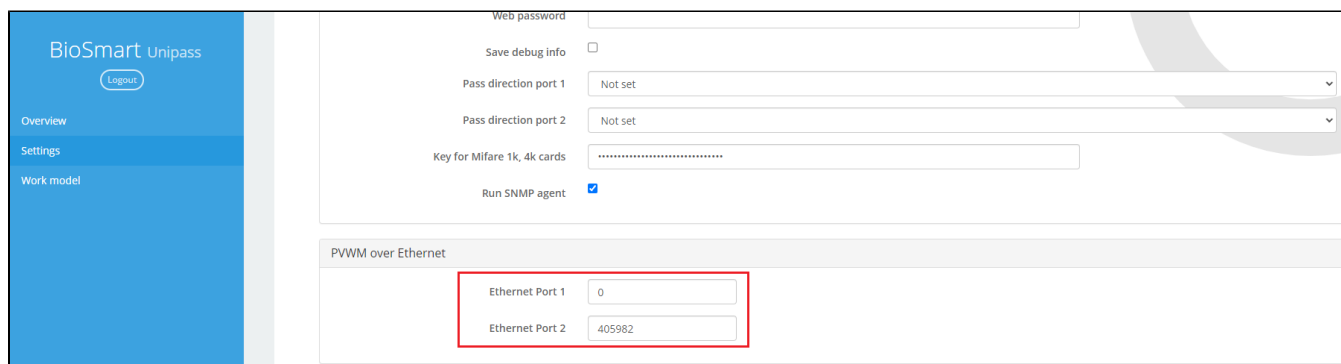 Web password
BioSmart Unipass
Logout
Save debug info
Pass direction port 1 Not set
Overview
Pass direction port 2 Not set
Settings
Key for Mifare 1k, 4k cards •••••••••••••••••••••••••••••••
Work model
Run SNMP agent
PVWM over Ethernet
Ethernet Port 1 0
Ethernet Port 2 405982